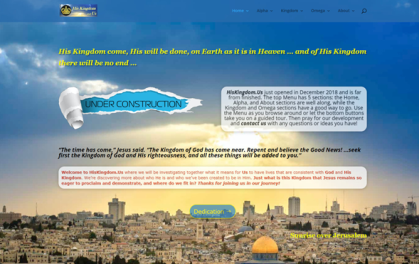 His Kingdom
Home Alpha Kingdom Omega About
His Kingdom come, His will be done, on Earth as it is in Heaven ... and of His Kingdom
there will be no end ...
UNDER CONSTRUCTION
HisKingdom.Us just opened in December 2018 and is far
from finished. The top Menu has 5 sections: the Home,
Alpha, and About sections are well along, while the
Kingdom and Omega sections have a good way to go. Use
the Menu as you browse around or let the bottom buttons
take you on a guided tour. Then pray for our development
and contact us with any questions or ideas you have!
"The time has come," Jesus said. "The Kingdom of God has come near. Repent and believe the Good News! ...seek
first the Kingdom of God and His righteousness, and all these things will be added to you."
Welcome to HisKingdom.Us where we will be investigating together what it means for Us to have lives that are consistent with God and His
Kingdom. We're discovering more about who He is and who we've been created to be in Him. Just what is this Kingdom that Jesus remains so
eager to proclaim and demonstrate, and where do we fit in? Thanks for joining us in our journey!
Dedication
Sunrise over Jerusalem